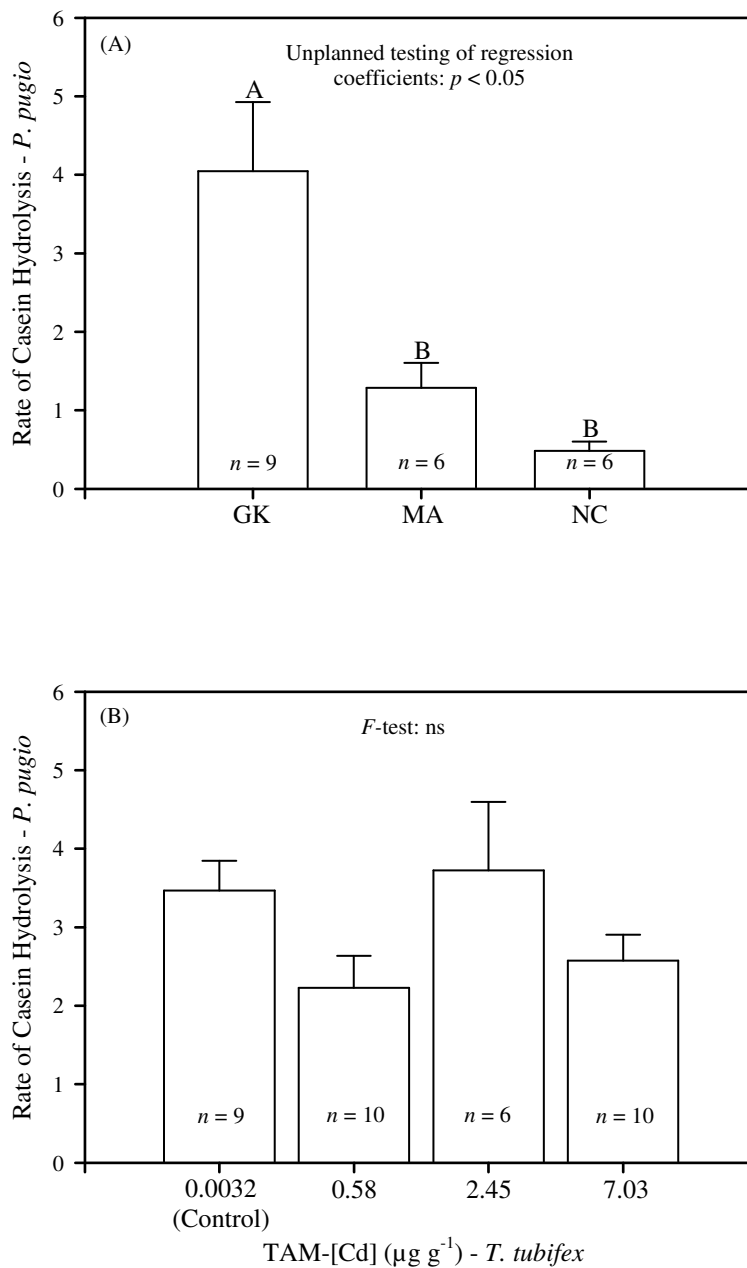 (A)
Unplanned testing of regression
coefficients: p < 0.05
Rate of Casein Hydrolysis - P. pugio
6
5
4
3
2
1
0
A
B
B
n = 9
n = 6
n = 6
GK
MA
NC
(B)
F-test: ns
Rate of Casein Hydrolysis - P. pugio
6
5
4
3
2
1
0
n = 9
n = 10
n = 6
n = 10
0.0032
(Control)
0.58
2.45
7.03
TAM-[Cd] (µg g⁻¹) - T. tubifex